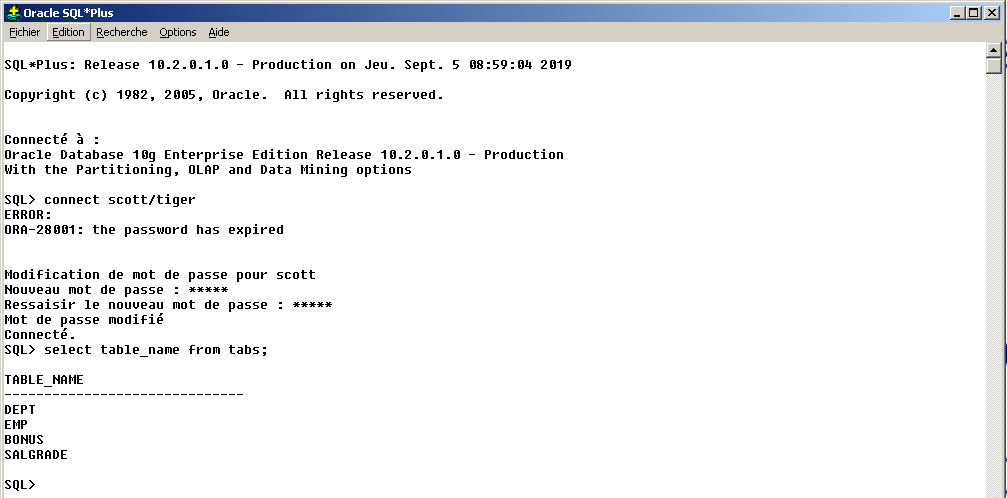 Oracle SQL*Plus
Fichier Edition Recherche Options Aide
SQL*Plus: Release 10.2.0.1.0 - Production on Jeu. Sept. 5 08:59:04 2019
Copyright (c) 1982, 2005, Oracle.  All rights reserved.
Connecté à :
Oracle Database 10g Enterprise Edition Release 10.2.0.1.0 - Production
With the Partitioning, OLAP and Data Mining options
SQL> connect scott/tiger
ERROR:
ORA-28001: the password has expired
Modification de mot de passe pour scott
Nouveau mot de passe : *****
Ressaisir le nouveau mot de passe : *****
Mot de passe modifié
Connecté.
SQL> select table_name from tabs;
TABLE_NAME
------------------------------
DEPT
EMP
BONUS
SALGRADE
SQL>